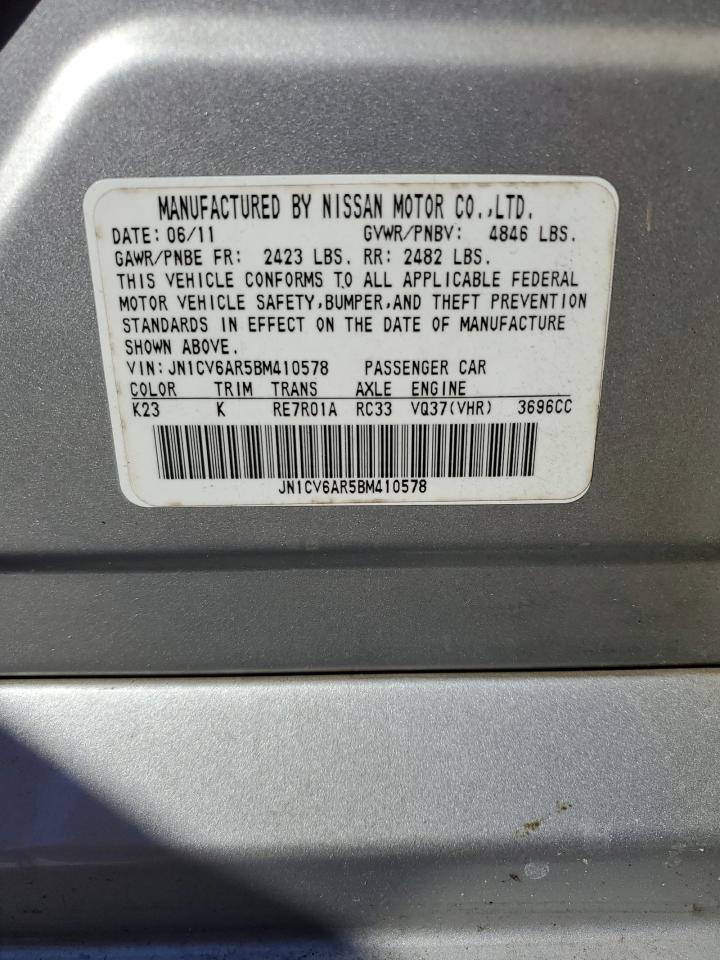 MANUFACTURED BY NISSAN MOTOR CO.,LTD.
DATE: 06/11 GVWR/PNBV: 4846 LBS.
GAWR/PNBE FR: 2423 LBS. RR: 2482 LBS.
THIS VEHICLE CONFORMS TO ALL APPLICABLE FEDERAL
MOTOR VEHICLE SAFETY,BUMPER,AND THEFT PREVENTION
STANDARDS IN EFFECT ON THE DATE OF MANUFACTURE
SHOWN ABOVE.
VIN: JN1CV6AR5BM410578 PASSENGER CAR
COLOR TRIM TRANS AXLE ENGINE
K23 K RE7R01A RC33 VQ37(VHR) 3696CC
JN1CV6AR5BM410578